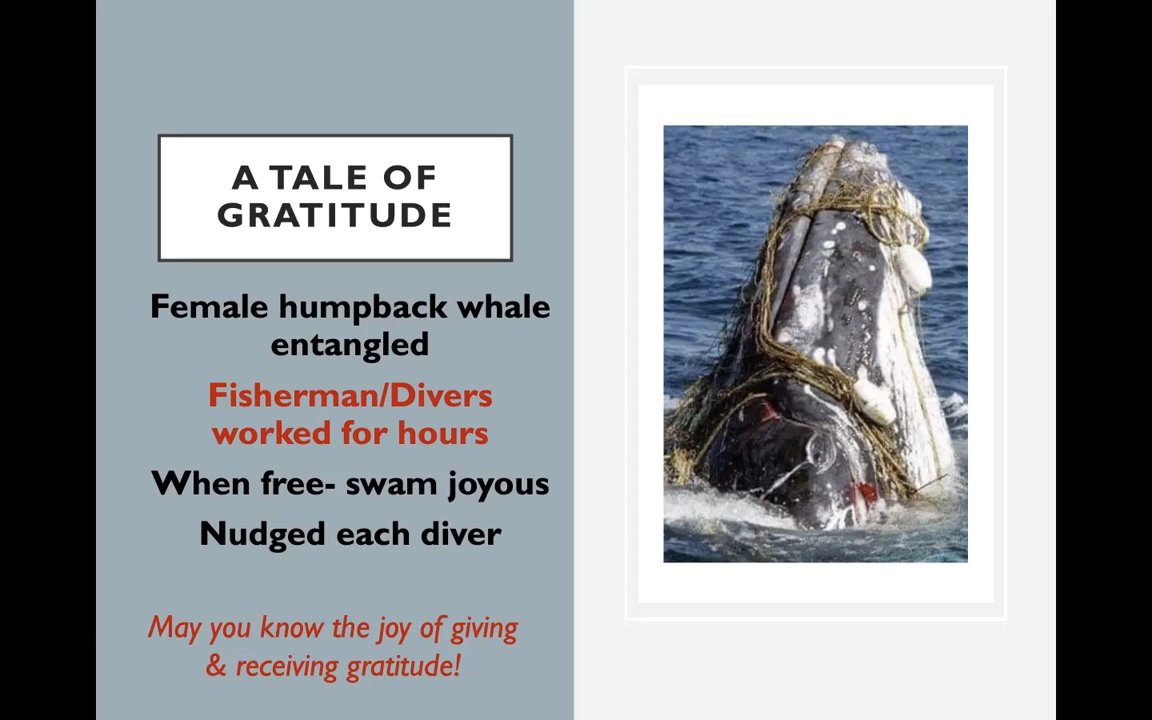 A TALE OF
GRATITUDE
Female humpback whale
entangled
Fisherman/Divers
worked for hours
When free- swam joyous
Nudged each diver
May you know the joy of giving
& receiving gratitude!